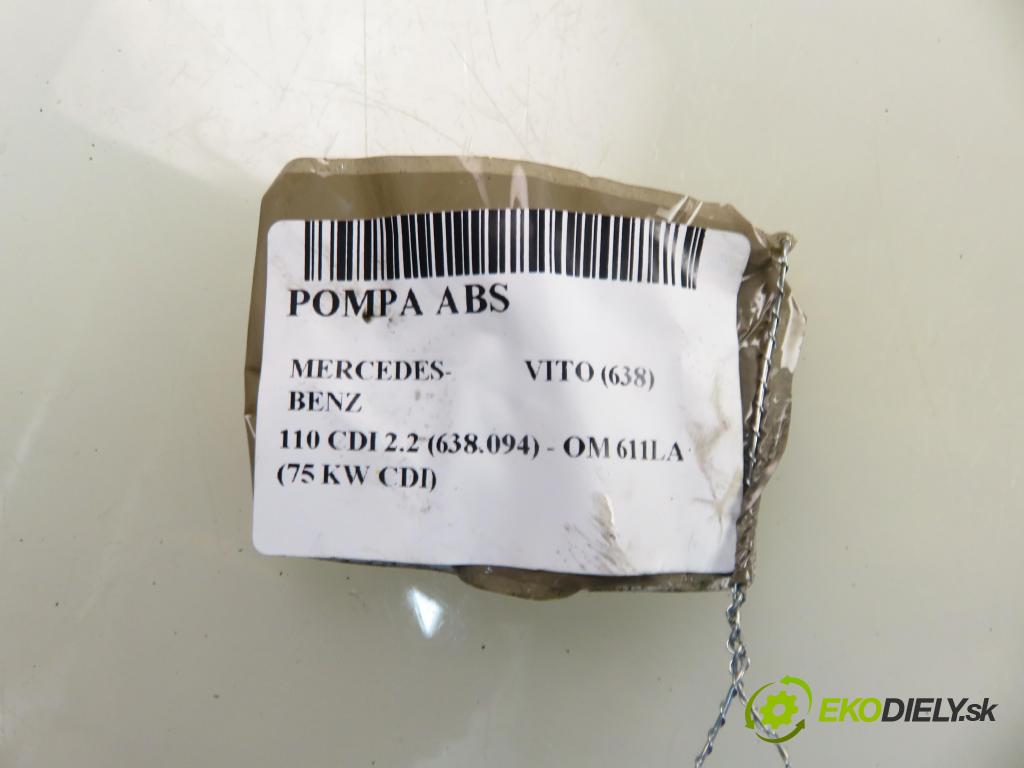 POMPA ABS
MERCEDES- VITO (638)
BENZ
110 CDI 2.2 (638.094) - OM 611LA
(75 KW CDI)
EKODIELY.sk